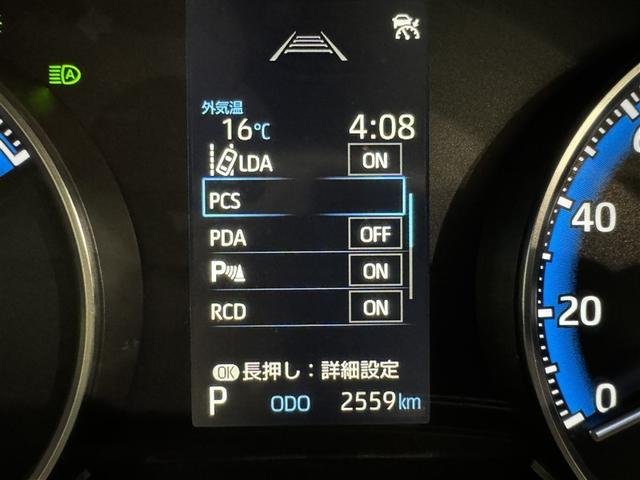 外気温
16℃ 4:08
LDA ON
PCS
PDA OFF
P ON
RCD ON
OK 長押し：詳細設定
P ODO 2559km
A
40
20
0